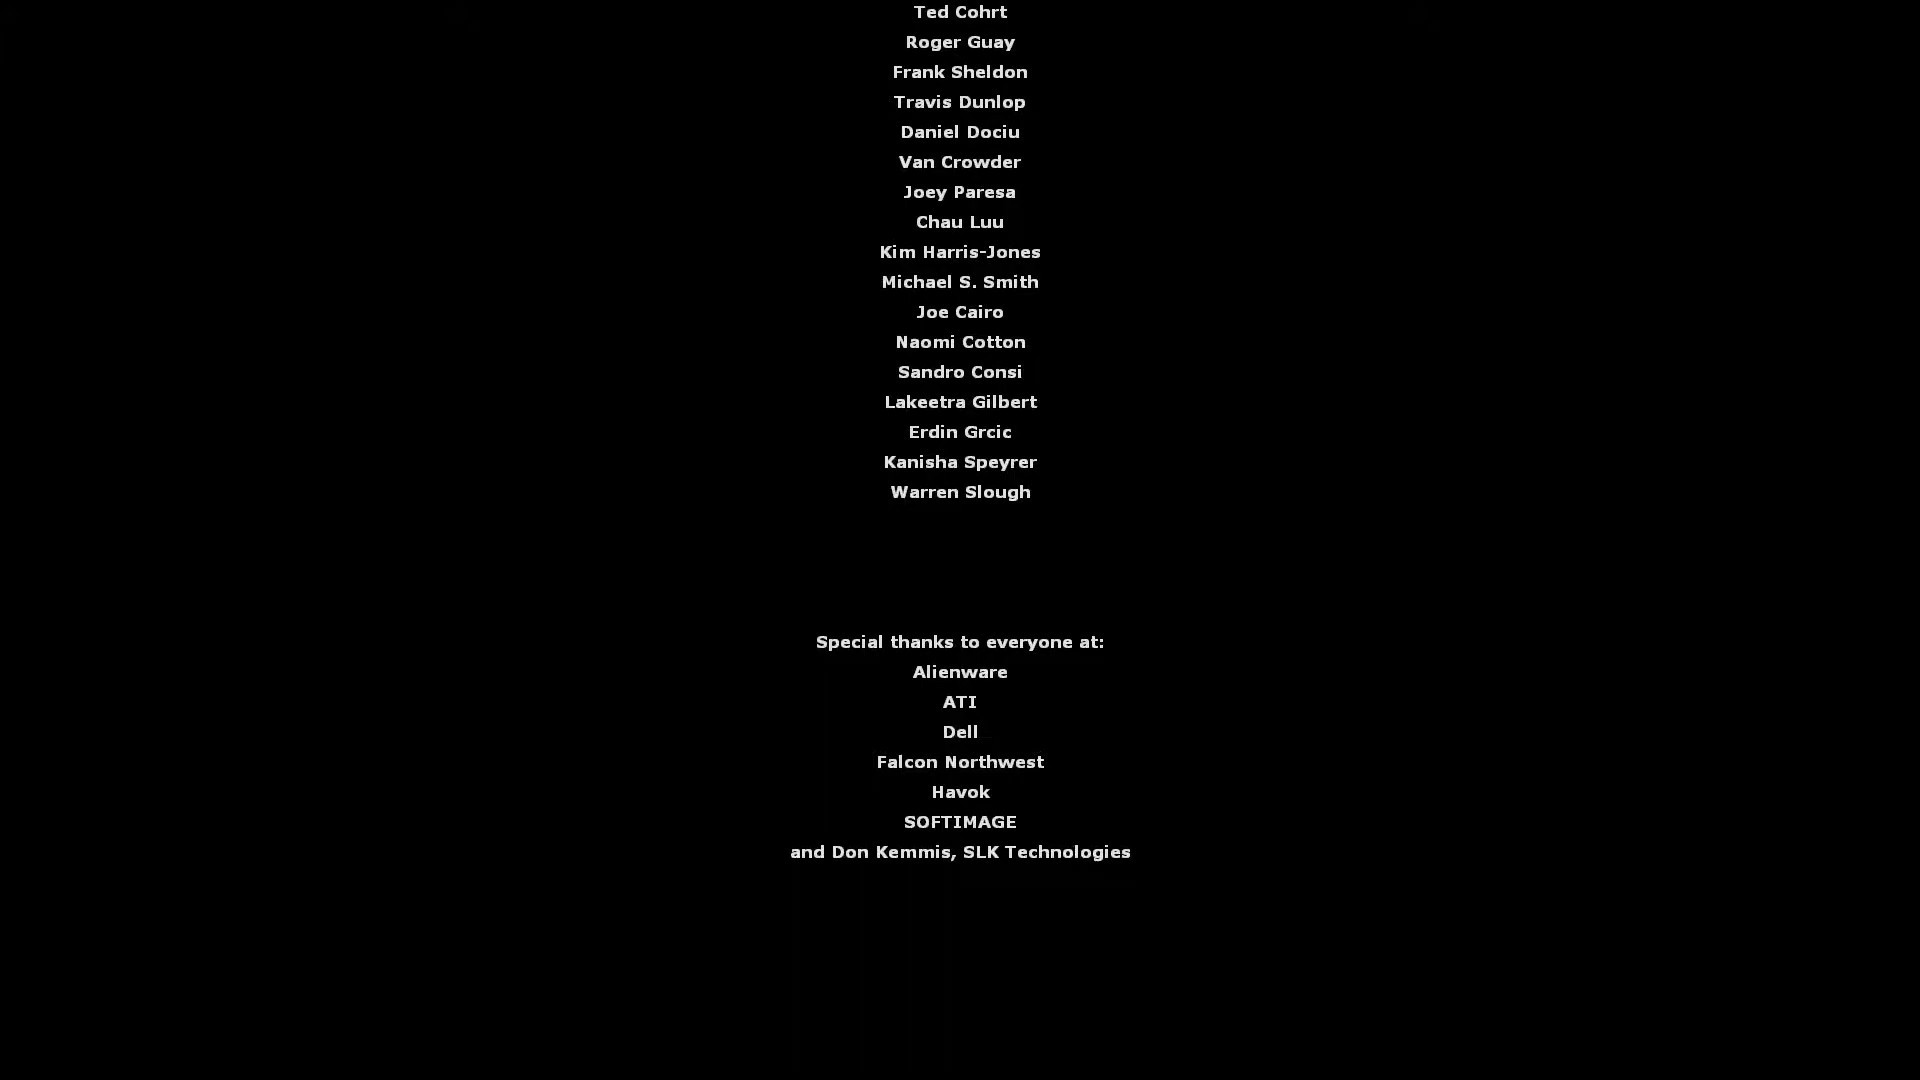 Ted Cohrt
Roger Guay
Frank Sheldon
Travis Dunlop
Daniel Dociu
Van Crowder
Joey Paresa
Chau Luu
Kim Harris-Jones
Michael S. Smith
Joe Cairo
Naomi Cotton
Sandro Consi
Lakeetra Gilbert
Erdin Grcic
Kanisha Speyrer
Warren Slough
Special thanks to everyone at:
Alienware
ATI
Dell
Falcon Northwest
Havok
SOFTIMAGE
and Don Kemmis, SLK Technologies